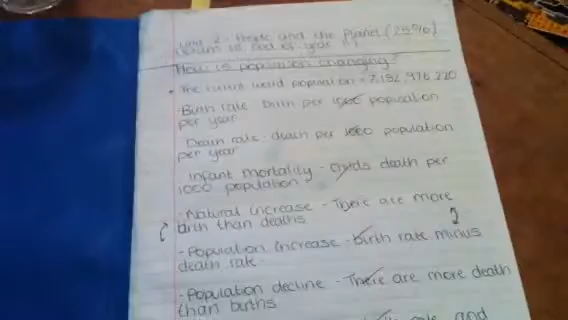 Unit 2 - People and the Planet (25%)
exam is end of year 11
How is population changing?
• The current world population = 7,192,976,220
- Birth rate - birth per 1000 population
per year
Death rate - death per 1000 population
per year
Infant mortality - childs death per
1000 population
- Natural increase - There are more
birth than deaths
- Population increase - birth rate minus
death rate
- Population decline - There are more death
than births
rate and